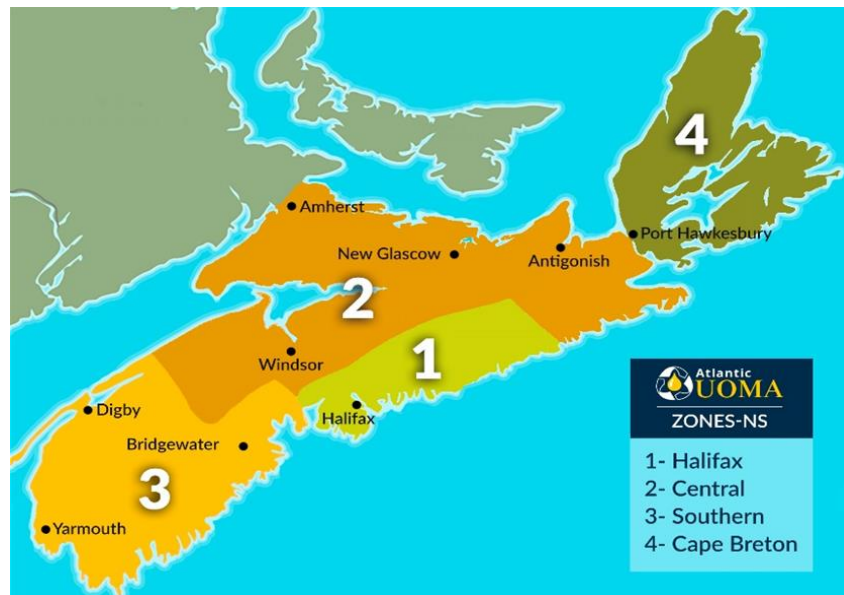 4
Amherst
Port Hawkesbury
New Glascow
Antigonish
2
1
Windsor
Atlantic
UOMA
ZONES-NS
Digby
Halifax
Bridgewater
3
Yarmouth
1- Halifax
2- Central
3- Southern
4- Cape Breton